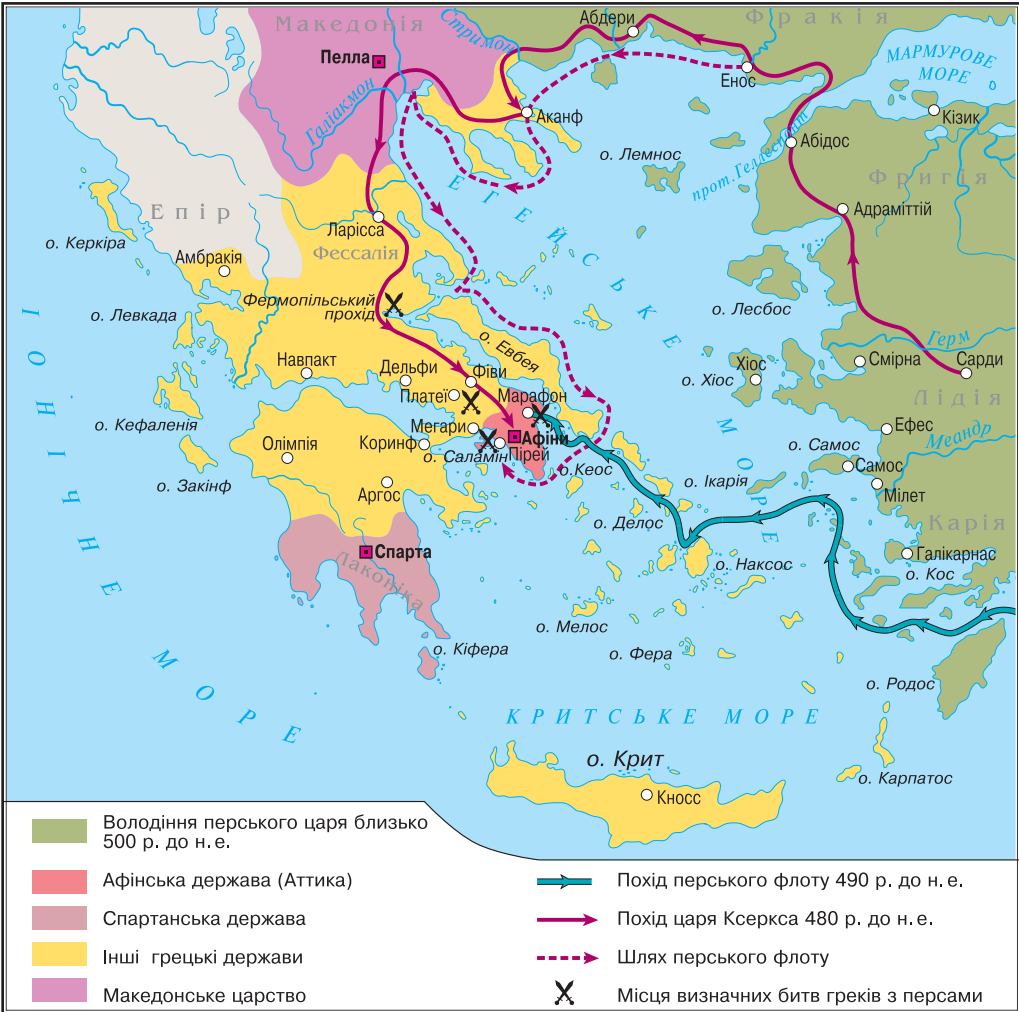 Македонія
Стримон
Абдери
Фракія
Пелла
Енос
МАРМУРОВЕ
МОРЕ
Галіакмон
Аканф
Кізик
Абідос
прот. Геллеспонт
о. Лемнос
Фригія
Епір
Адраміттій
о. Керкіра
Ларісса
Амбракія
Фессалія
ЕГЕЙСЬКЕ МОРЕ
Фермопільський
прохід
о. Левкада
о. Лесбос
о. Евбея
Герм
Навпакт
Дельфи
Фіви
Хіос
о. Хіос
Смірна
Сарди
Платеї
Марафон
Лідія
о. Кефаленія
Мегари
Афіни
Ефес
Олімпія
Коринф
о. Саламін
Пірей
о. Самос
Меандр
о.Кеос
Самос
о. Закінф
Аргос
о. Ікарія
Мілет
о. Делос
Карія
Спарта
Лаконіка
Галікарнас
о. Наксос
о. Кос
о. Мелос
о. Кіфера
о. Фера
о. Родос
ІОНІЧНЕ МОРЕ
КРИТСЬКЕ МОРЕ
о. Крит
о. Карпатос
Кносс
Володіння перського царя близько
500 р. до н.е.
Афінська держава (Аттика)
Спартанська держава
Інші грецькі держави
Македонське царство
Похід перського флоту 490 р. до н.е.
Похід царя Ксеркса 480 р. до н.е.
Шлях перського флоту
Місця визначних битв греків з персами